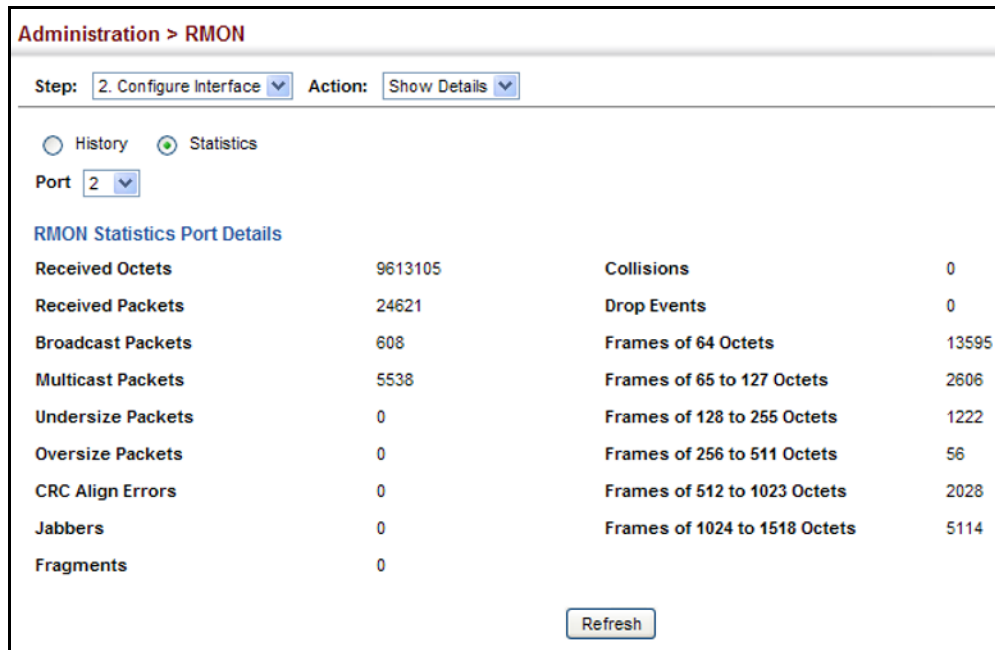 Administration > RMON
Step: 2. Configure Interface Action: Show Details
History Statistics
Port 2
RMON Statistics Port Details
Received Octets 9613105 Collisions 0
Received Packets 24621 Drop Events 0
Broadcast Packets 608 Frames of 64 Octets 13595
Multicast Packets 5538 Frames of 65 to 127 Octets 2606
Undersize Packets 0 Frames of 128 to 255 Octets 1222
Oversize Packets 0 Frames of 256 to 511 Octets 56
CRC Align Errors 0 Frames of 512 to 1023 Octets 2028
Jabbers 0 Frames of 1024 to 1518 Octets 5114
Fragments 0
Refresh